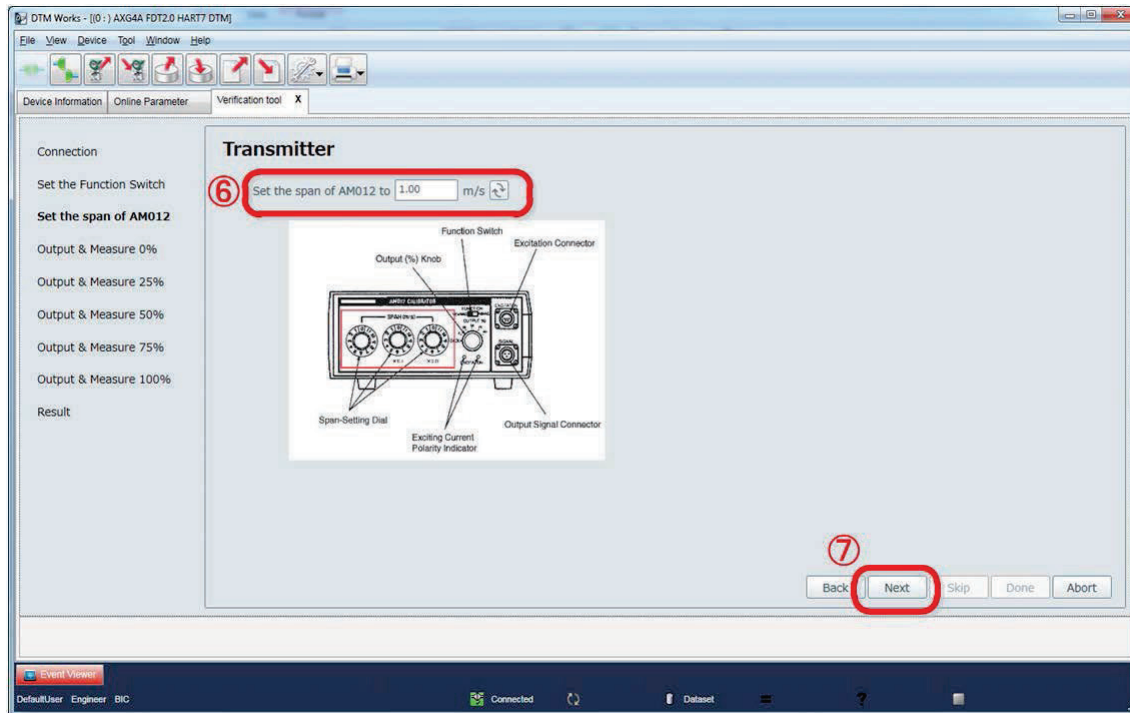 DTM Works - [(0 : ) AXG4A FDT2.0 HART7 DTM]
File View Device Tool Window Help
Device Information Online Parameter Verification tool X
Connection
Set the Function Switch
Set the span of AM012
Output & Measure 0%
Output & Measure 25%
Output & Measure 50%
Output & Measure 75%
Output & Measure 100%
Result
Transmitter
⑥ Set the span of AM012 to 1.00 m/s
Function Switch
Excitation Connector
Output (%) Knob
AM012 CALIBRATOR
Span-Setting Dial
Exciting Current
Polarity Indicator
Output Signal Connector
⑦
Back Next Skip Done Abort
Event Viewer
DefaultUser Engineer BIC Connected Dataset